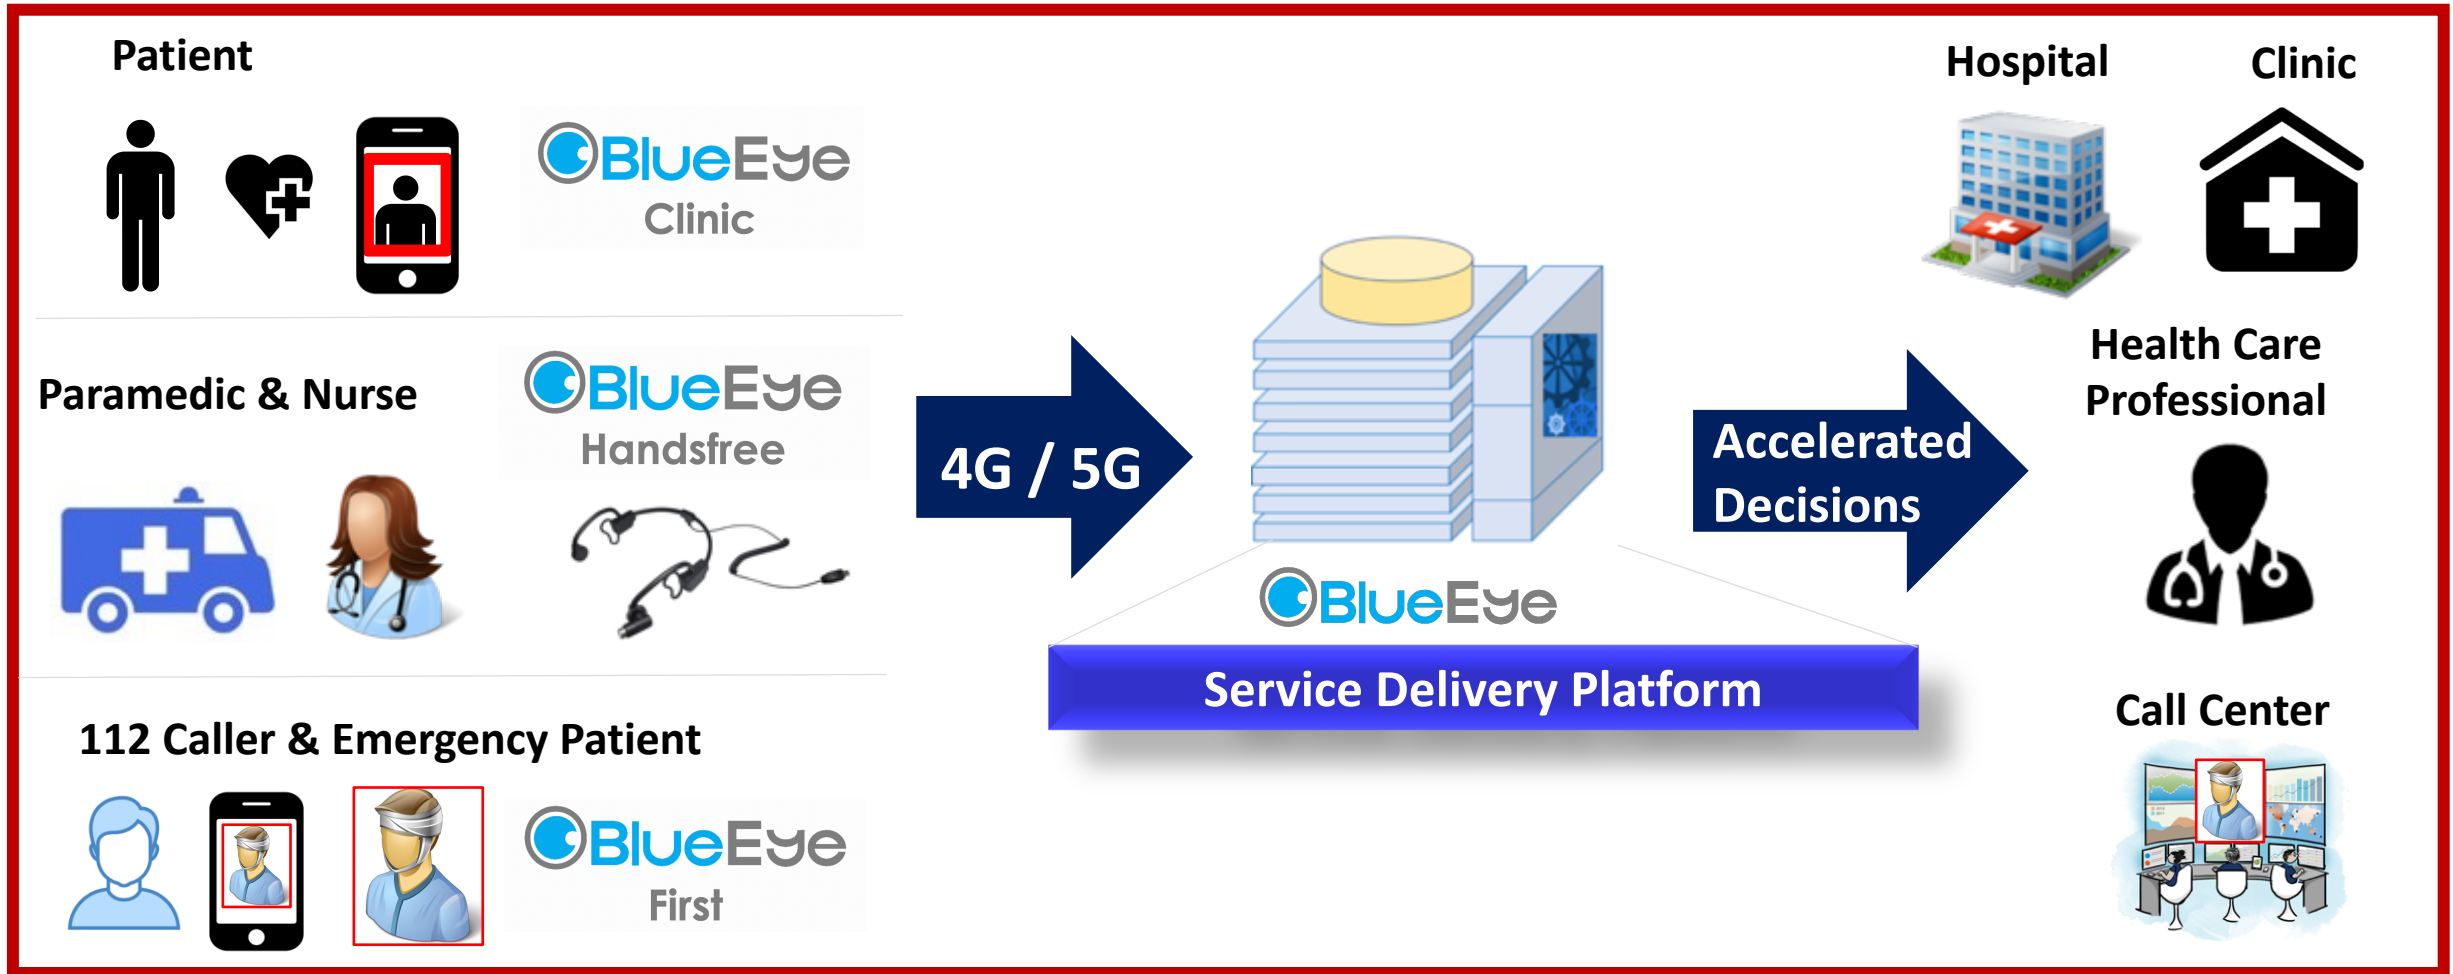 Patient
BlueEye
Clinic
Paramedic & Nurse
BlueEye
Handsfree
112 Caller & Emergency Patient
BlueEye
First
4G / 5G
BlueEye
Service Delivery Platform
Accelerated
Decisions
Hospital
Clinic
Health Care
Professional
Call Center